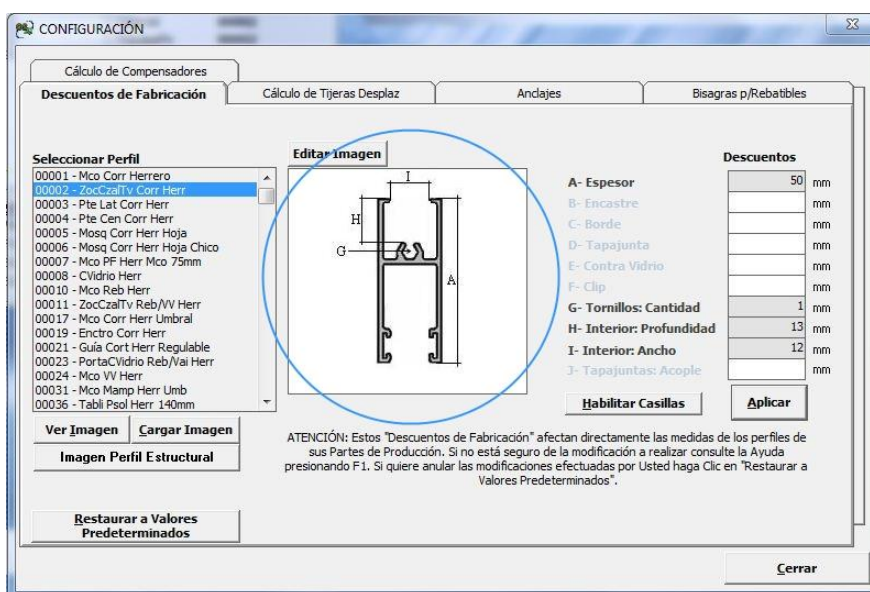 CONFIGURACIÓN
Cálculo de Compensadores
Descuentos de Fabricación
Cálculo de Tijeras Desplaz
Anclajes
Bisagras p/Rebatibles
Seleccionar Perfil
00001 - Mco Corr Herrero
00002 - ZocCzalTv Corr Herr
00003 - Pte Lat Corr Herr
00004 - Pte Cen Corr Herr
00005 - Mosq Corr Herr Hoja
00006 - Mosq Corr Herr Hoja Chico
00007 - Mco PF Herr Mco 75mm
00008 - CVidrio Herr
00010 - Mco Reb Herr
00011 - ZocCzalTv Reb/VV Herr
00017 - Mco Corr Herr Umbral
00019 - Enctro Corr Herr
00021 - Guía Cort Herr Regulable
00023 - PortaCVidrio Reb/Vai Herr
00024 - Mco VV Herr
00031 - Mco Mamp Herr Umb
00036 - Tabli Psol Herr 140mm
Ver Imagen
Cargar Imagen
Imagen Perfil Estructural
Restaurar a Valores
Predeterminados
Editar Imagen
I
H
G
A
Descuentos
A- Espesor 50 mm
B- Encastre mm
C- Borde mm
D- Tapajunta mm
E- Contra Vidrio mm
F- Clip mm
G- Tornillos: Cantidad 1 mm
H- Interior: Profundidad 13 mm
I- Interior: Ancho 12 mm
J- Tapajuntas: Acople mm
Habilitar Casillas
Aplicar
ATENCIÓN: Estos "Descuentos de Fabricación" afectan directamente las medidas de los perfiles de
sus Partes de Producción. Si no está seguro de la modificación a realizar consulte la Ayuda
presionando F1. Si quiere anular las modificaciones efectuadas por Usted haga Clic en "Restaurar a
Valores Predeterminados".
Cerrar